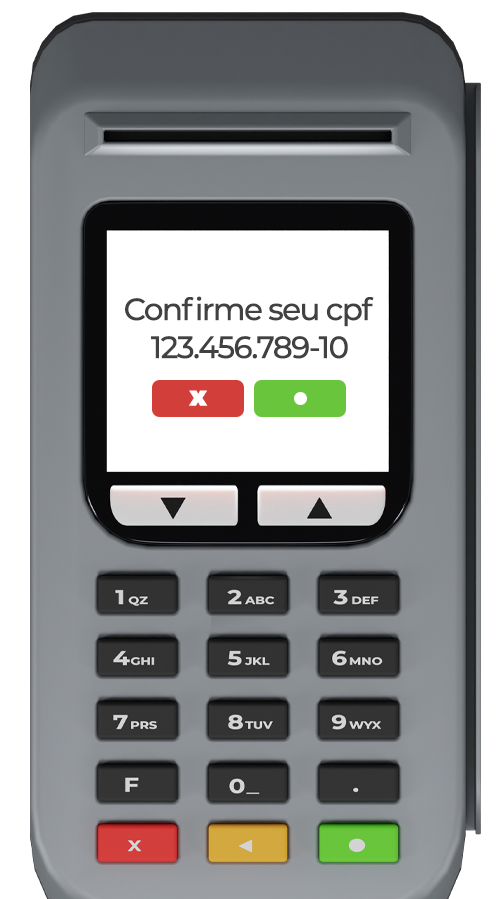 Confirme seu cpf
123.456.789-10
X
1 QZ 2 ABC 3 DEF
4 GHI 5 JKL 6 MNO
7 PRS 8 TUV 9 WYX
F 0_ .
X